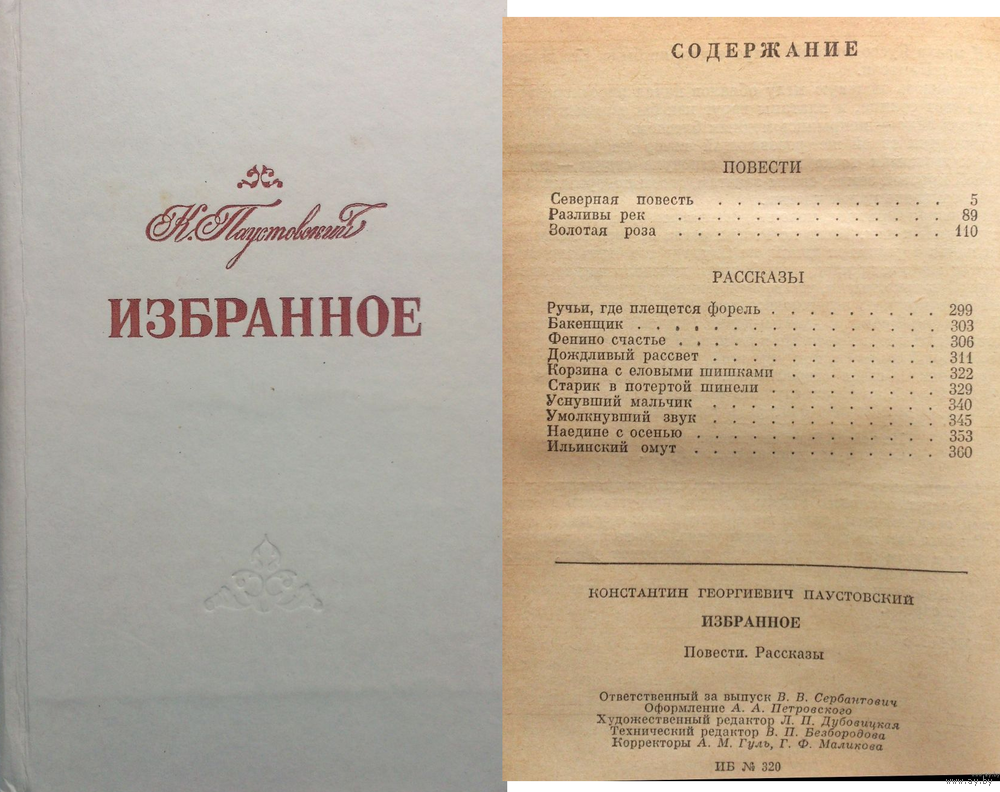 К. Паустовский
ИЗБРАННОЕ
СОДЕРЖАНИЕ
ПОВЕСТИ
Северная повесть . . . . . . . . . . . . 5
Разливы рек . . . . . . . . . . . . . 89
Золотая роза . . . . . . . . . . . . . 110
РАССКАЗЫ
Ручьи, где плещется форель . . . . . . . . . 299
Бакенщик . . . . . . . . . . . . . . . 303
Фенино счастье . . . . . . . . . . . . . 306
Дождливый рассвет . . . . . . . . . . . 311
Корзина с еловыми шишками . . . . . . . . 322
Старик в потертой шинели . . . . . . . . . 329
Уснувший мальчик . . . . . . . . . . . 340
Умолкнувший звук . . . . . . . . . . . 345
Наедине с осенью . . . . . . . . . . . . 353
Ильинский омут . . . . . . . . . . . . 360
КОНСТАНТИН ГЕОРГИЕВИЧ ПАУСТОВСКИЙ
ИЗБРАННОЕ
Повести. Рассказы
Ответственный за выпуск В. В. Сербантович
Оформление А. А. Петровского
Художественный редактор Л. П. Дубовицкая
Технический редактор В. П. Безбородова
Корректоры А. М. Гуль, Г. Ф. Маликова
ИБ № 320
www.ay.by